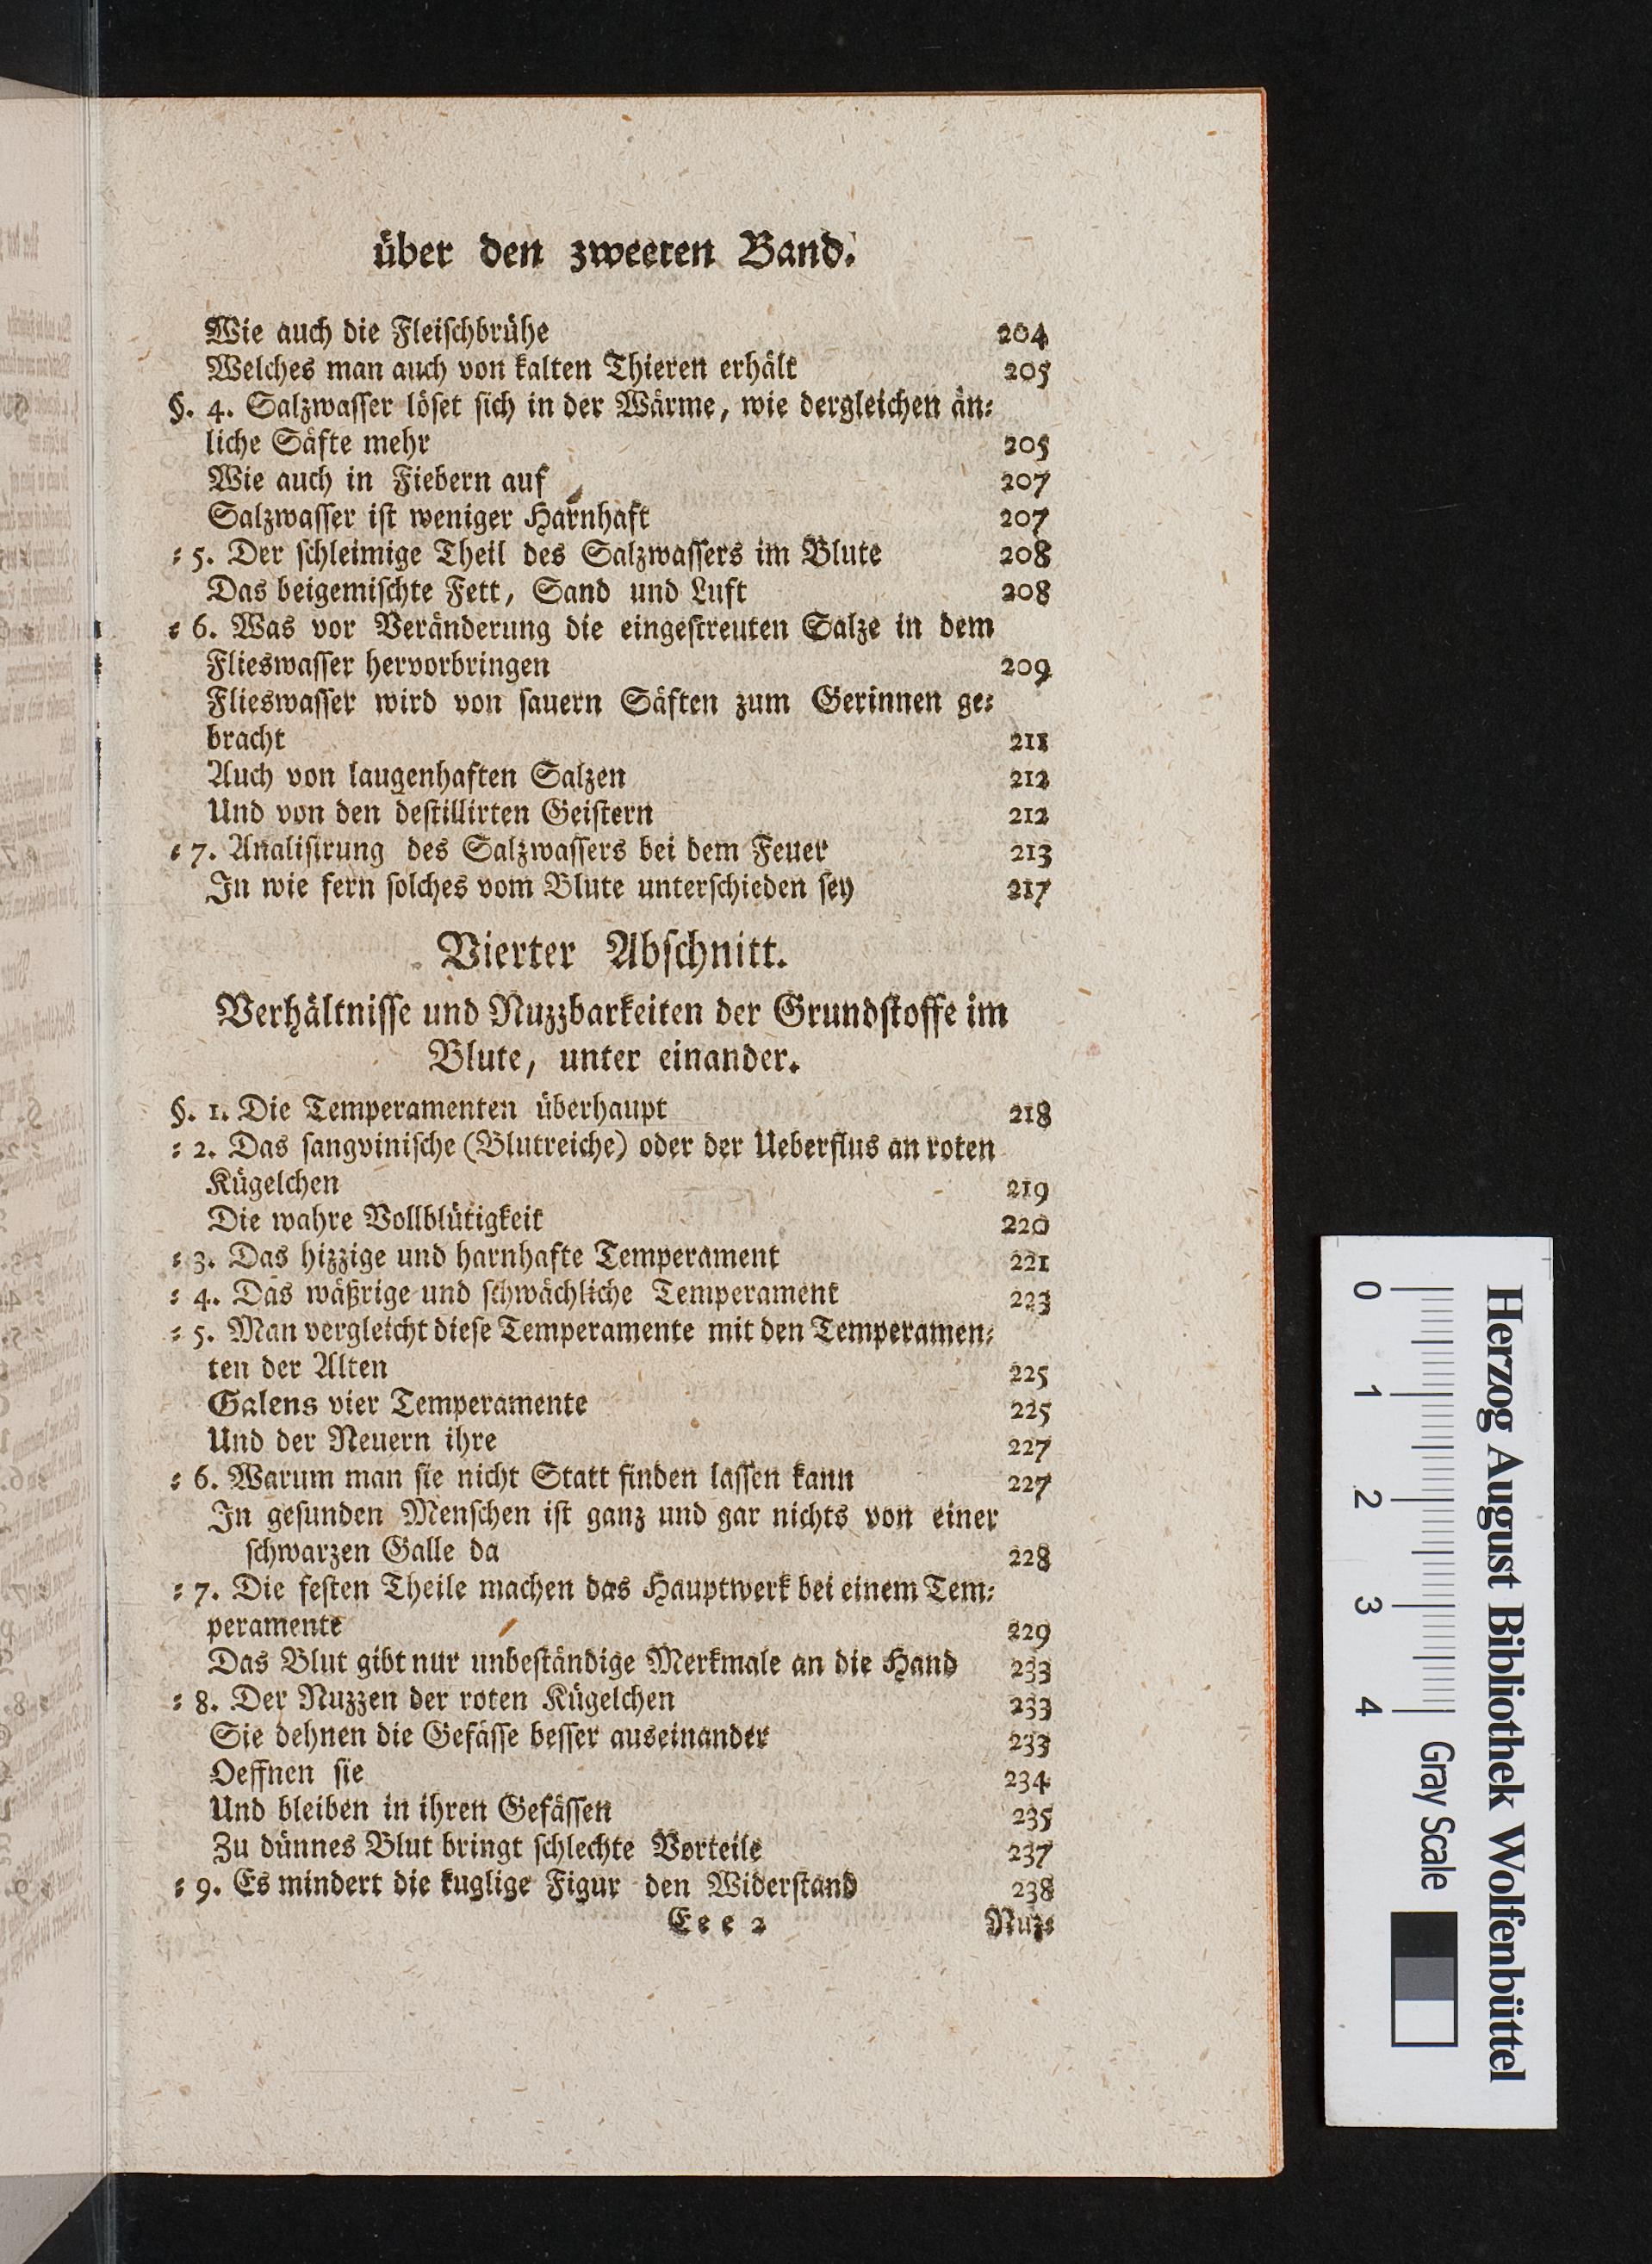 über den zweeten Band.
Wie auch die Fleiſchbrühe 204
Welches man auch von kalten Thieren erhält 205
§. 4. Salzwaſſer löſet ſich in der Wärme, wie dergleichen än⸗
liche Säfte mehr 205
Wie auch in Fiebern auf 207
Salzwaſſer iſt weniger Harnhaft 207
⸗ 5. Der ſchleimige Theil des Salzwaſſers im Blute 208
Das beigemiſchte Fett, Sand und Luft 208
⸗ 6. Was vor Veränderung die eingeſtreuten Salze in dem
Flieswaſſer hervorbringen 209
Flieswaſſer wird von ſauern Säften zum Gerinnen ge⸗
bracht 211
Auch von laugenhaften Salzen 212
Und von den deſtillirten Geiſtern 212
⸗ 7. Analiſirung des Salzwaſſers bei dem Feuer 213
In wie fern ſolches vom Blute unterſchieden ſey 217
Vierter Abſchnitt.
Verhältniſſe und Nuzzbarkeiten der Grundſtoffe im
Blute, unter einander.
§. 1. Die Temperamenten überhaupt 218
⸗ 2. Das ſangviniſche (Blutreiche) oder der Ueberflus an roten
Kügelchen 219
Die wahre Vollblütigkeit 220
⸗ 3. Das hizzige und harnhafte Temperament 221
⸗ 4. Das wäßrige und ſchwächliche Temperament 223
⸗ 5. Man vergleicht dieſe Temperamente mit den Temperamen⸗
ten der Alten 225
Galens vier Temperamente 225
Und der Neuern ihre 227
⸗ 6. Warum man ſie nicht Statt finden laſſen kann 227
In geſunden Menſchen iſt ganz und gar nichts von einer
ſchwarzen Galle da 228
⸗ 7. Die feſten Theile machen das Hauptwerk bei einem Tem⸗
peramente 229
Das Blut gibt nur unbeſtändige Merkmale an die Hand 233
⸗ 8. Der Nuzzen der roten Kügelchen 233
Sie dehnen die Gefäſſe beſſer auseinander 233
Oeffnen ſie 234
Und bleiben in ihren Gefäſſen 235
Zu dünnes Blut bringt ſchlechte Vorteile 237
⸗ 9. Es mindert die kuglige Figur den Widerſtand 238
E e e 2 Nuz⸗
Herzog August Bibliothek Wolfenbüttel
0 1 2 3 4 Gray Scale